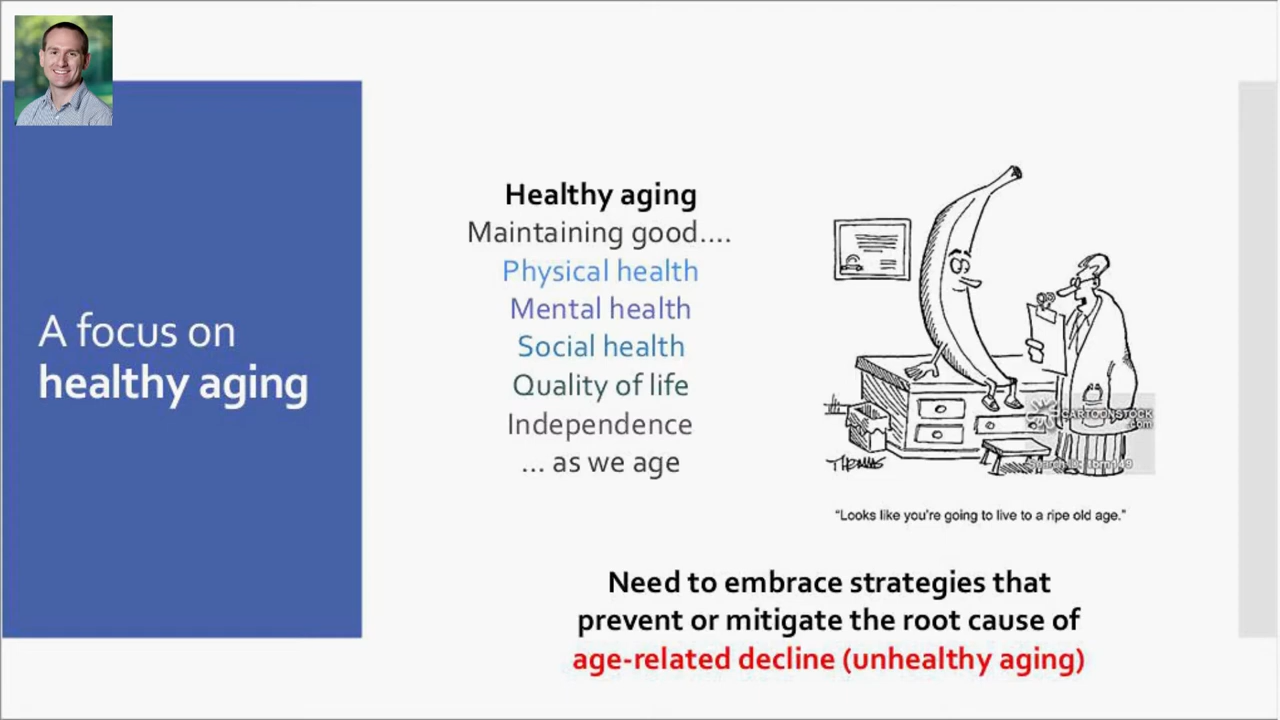 A focus on
healthy aging
Healthy aging
Maintaining good....
Physical health
Mental health
Social health
Quality of life
Independence
... as we age
THOMAS
CARTOONSTOCK
.com
"Looks like you're going to live to a ripe old age."
Need to embrace strategies that
prevent or mitigate the root cause of
age-related decline (unhealthy aging)